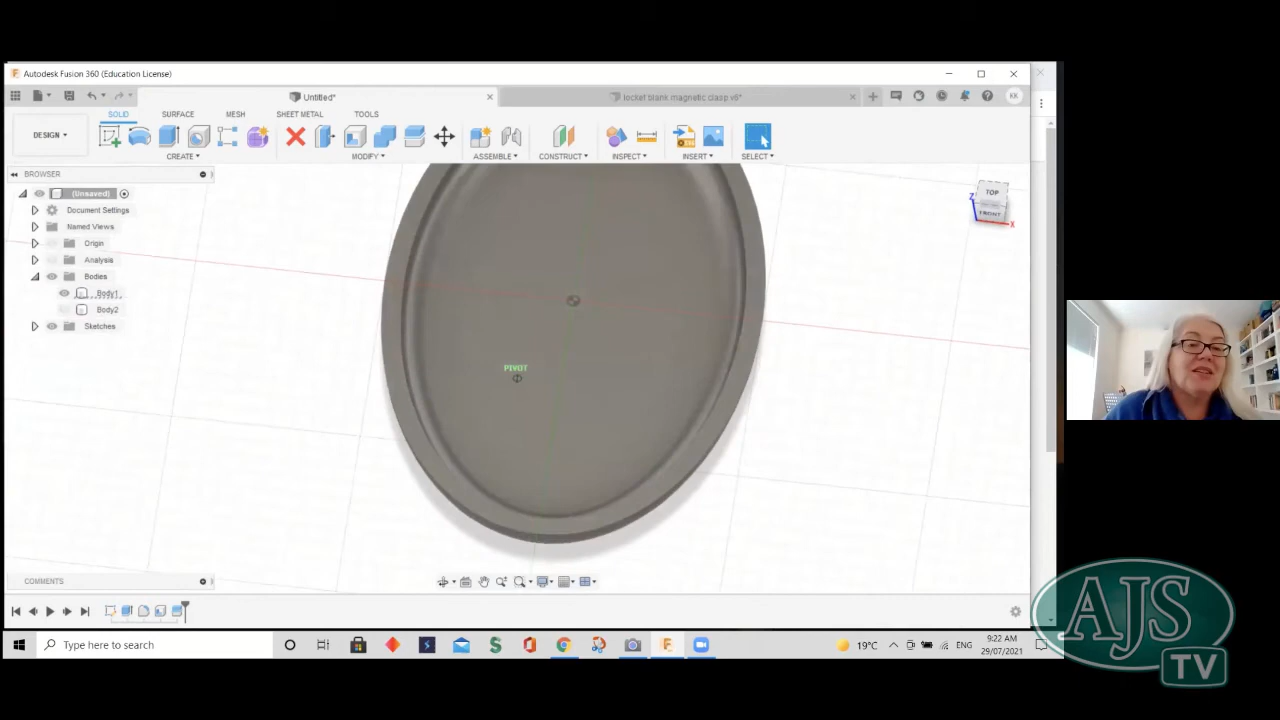 Autodesk Fusion 360 (Education License)
Untitled*
locket blank magnetic clasp v6*
KK
SOLID
SURFACE
MESH
SHEET METAL
TOOLS
DESIGN
CREATE
MODIFY
ASSEMBLE
CONSTRUCT
INSPECT
INSERT
SELECT
BROWSER
(Unsaved)
Document Settings
Named Views
Origin
Analysis
Bodies
Body1
Body2
Sketches
TOP
FRONT
Z
X
PIVOT
COMMENTS
Type here to search
19°C
ENG
9:22 AM
29/07/2021
AJS
TV